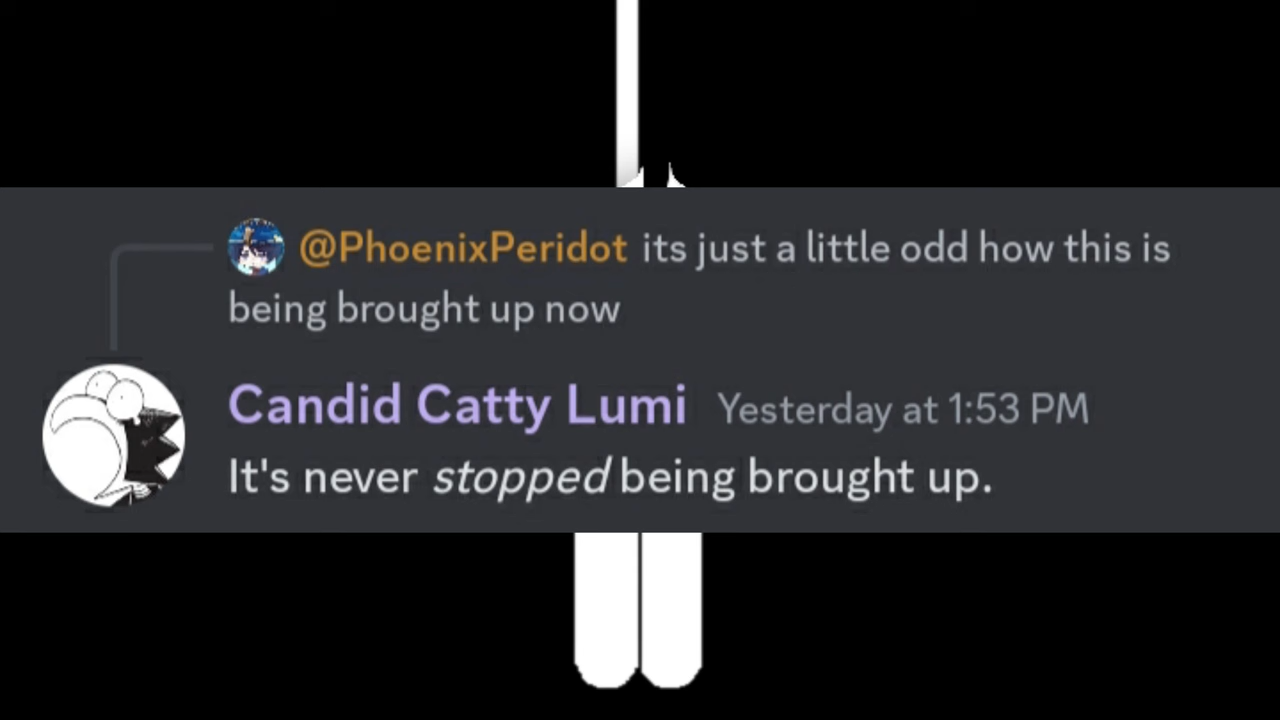 @PhoenixPeridot its just a little odd how this is
being brought up now
Candid Catty Lumi Yesterday at 1:53 PM
It's never stopped being brought up.